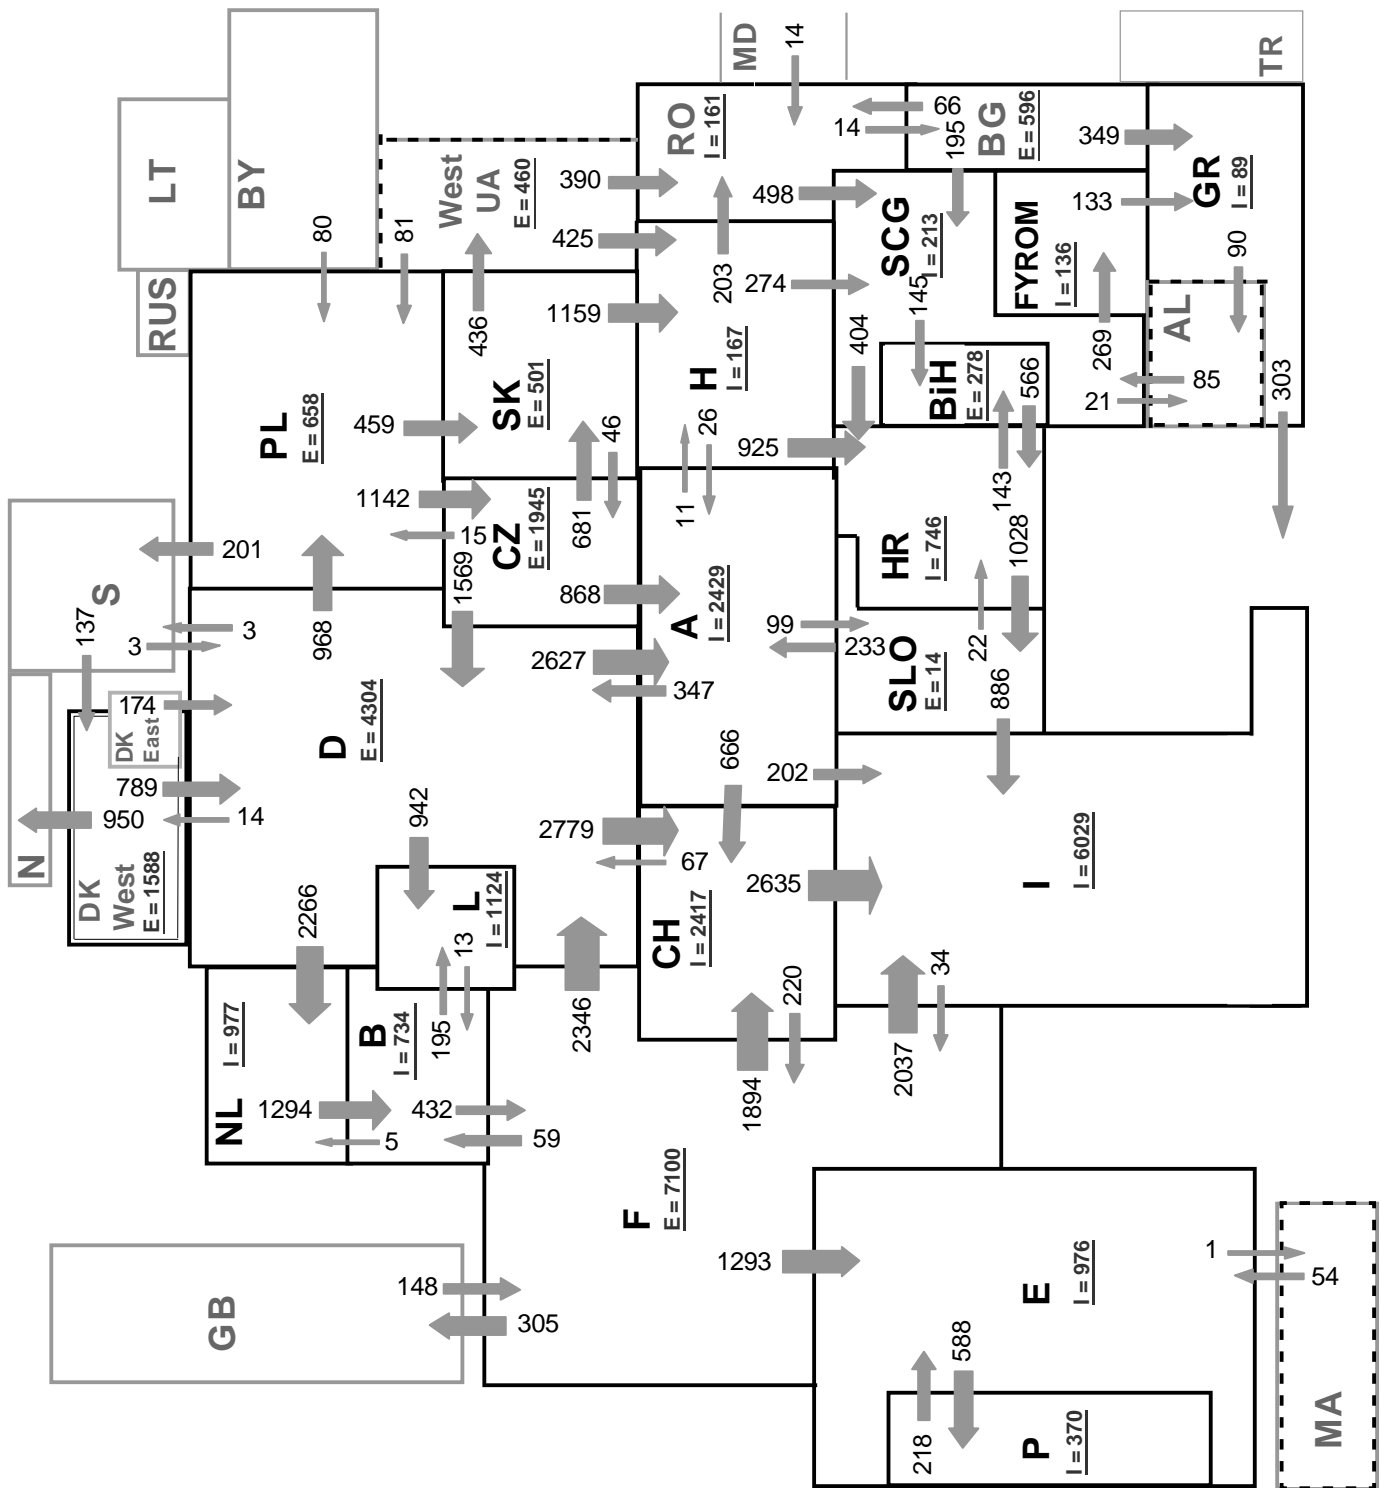 MD
14
TR
LT
BY
RO
I = 161
66
14
195
BG
E = 596
349
GR
I = 89
West
UA
E = 460
390
498
SCG
I = 213
133
FYROM
I = 136
80
81
425
203
274
145
90
AL
RUS
436
1159
404
269
303
H
I = 167
BiH
E = 278
566
85
21
PL
E = 658
459
SK
E = 501
46
26
925
1142
15
681
11
143
1028
CZ
E = 1945
HR
I = 746
201
S
137
3
3
968
1569
868
A
I = 2429
99
233
22
SLO
E = 14
886
2627
347
174
DK
East
D
E = 4304
666
202
789
950
14
942
2779
67
N
DK
West
E = 1588
2635
I
I = 6029
2266
L
I = 1124
13
CH
I = 2417
220
34
NL
I = 977
B
I = 734
195
2346
1894
2037
1294
5
432
59
F
E = 7100
GB
148
305
1293
E
I = 976
1
54
588
218
P
I = 370
MA